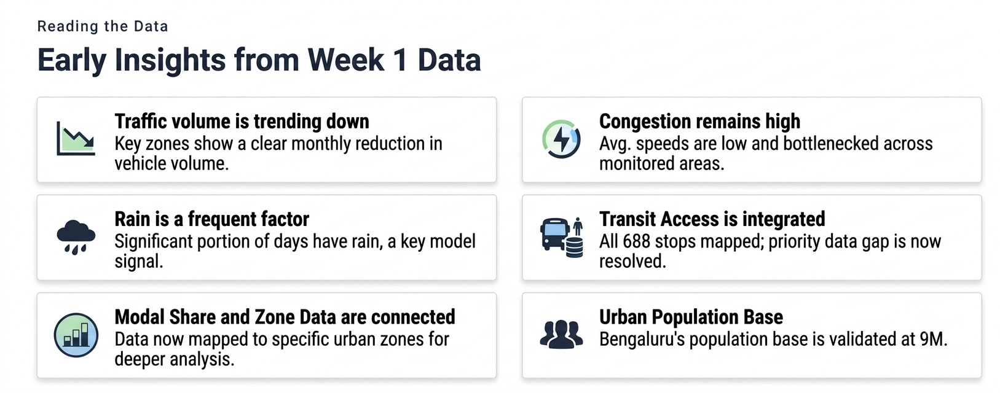 Reading the Data
Early Insights from Week 1 Data
Traffic volume is trending down
Key zones show a clear monthly reduction in
vehicle volume.
Congestion remains high
Avg. speeds are low and bottlenecked across
monitored areas.
Rain is a frequent factor
Significant portion of days have rain, a key model
signal.
Transit Access is integrated
All 688 stops mapped; priority data gap is now
resolved.
Modal Share and Zone Data are connected
Data now mapped to specific urban zones for
deeper analysis.
Urban Population Base
Bengaluru's population base is validated at 9M.